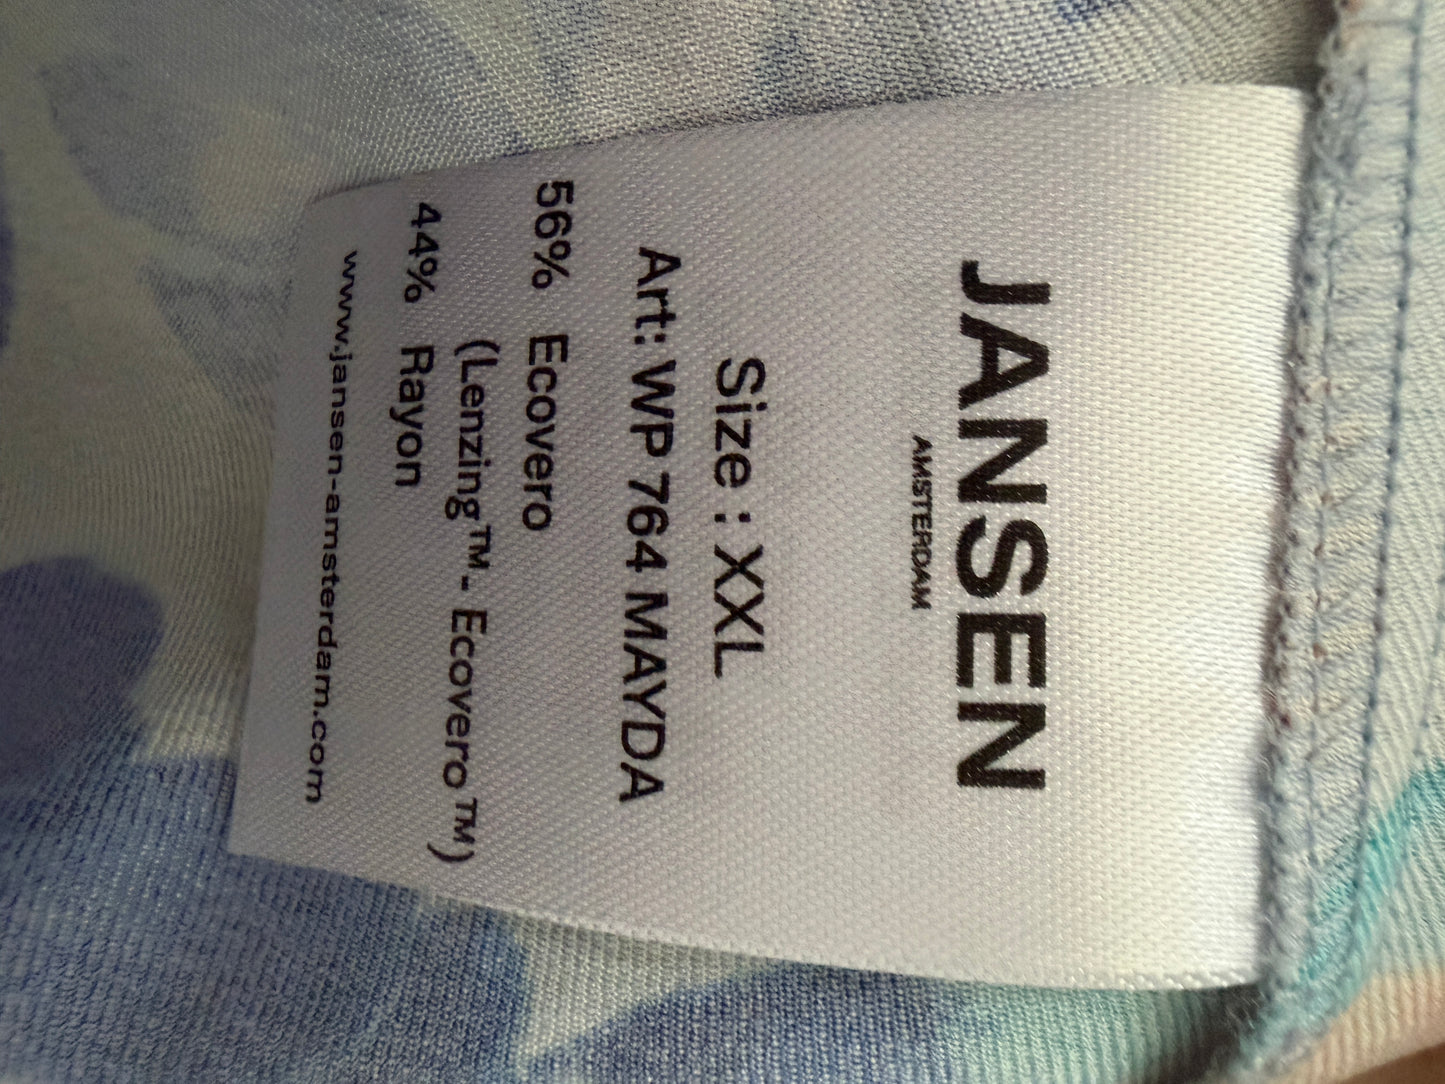 JANSEN
AMSTERDAM
Size : XXL
Art: WP 764 MAYDA
56% Ecovero
(Lenzing™- Ecovero™)
44% Rayon
www.jansen-amsterdam.com